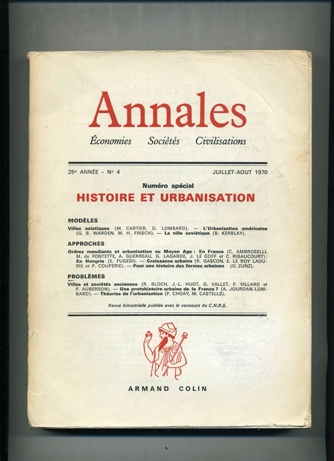 Annales
Économies Sociétés Civilisations
25e ANNÉE - No 4 JUILLET-AOUT 1970
Numéro spécial
HISTOIRE ET URBANISATION
MODÈLES
Villes asiatiques (M. CARTIER, D. LOMBARD). — L'Urbanisation américaine
(G. B. WARDEN, M. H. FRISCH). — La ville soviétique (B. KERBLAY).
APPROCHES
Ordres mendiants et urbanisation au Moyen Age : En France (C. AMBROSELLI,
M. de FONTETTE, A. GUERREAU, G. LAGARDE, J. LE GOFF et C. RIBAUCOURT) ;
En Hongrie (E. FUGEDI). — Croissance urbaine (R. GASCON, E. LE ROY LADU-
RIE et P. COUPERIE). — Pour une histoire des formes urbaines (O. ZUNZ).
PROBLÈMES
Villes et sociétés anciennes (R. BLOCH, J.-L. HUOT, G. VALLET, F. VILLARD et
P. AUBERSON). — Une protohistoire urbaine de la France ? (A. JOURDAN-LOM-
BARD). — Théories de l'urbanisation (F. CHOAY, M. CASTELLS).
Revue bimestrielle publiée avec le concours du C.N.R.S.
ARMAND COLIN